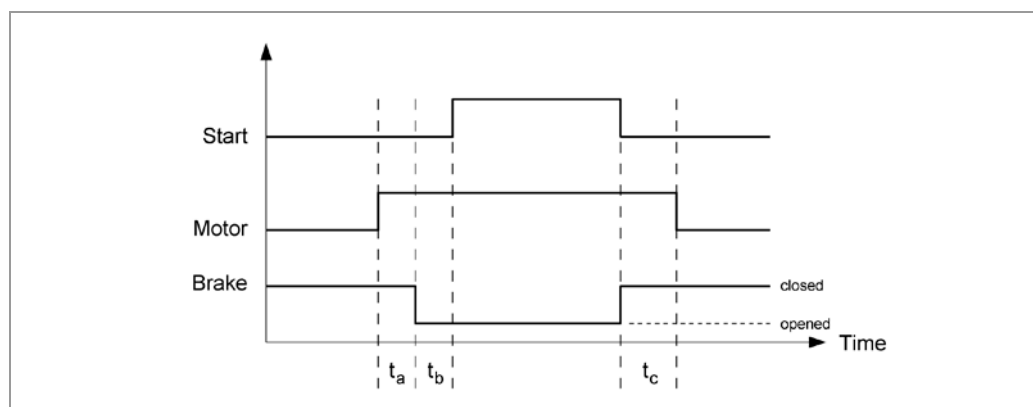 Start
Motor
Brake
closed
opened
Time
ta tb tc